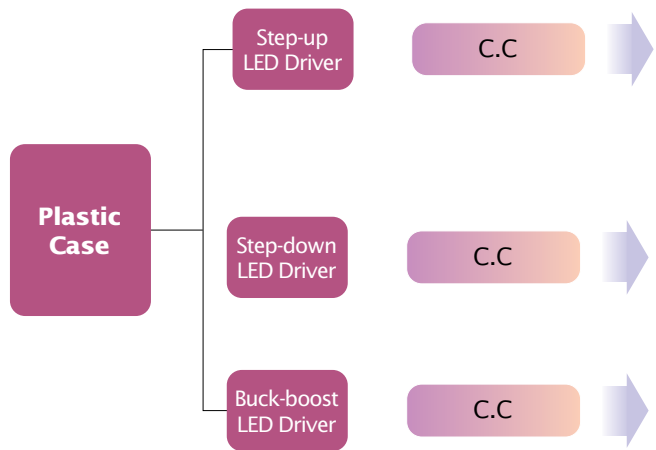 Step-up
LED Driver
C.C
Plastic
Case
Step-down
LED Driver
C.C
Buck-boost
LED Driver
C.C